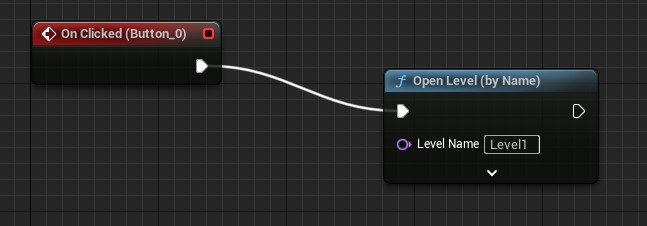 On Clicked (Button_0)
Open Level (by Name)
Level Name Level1